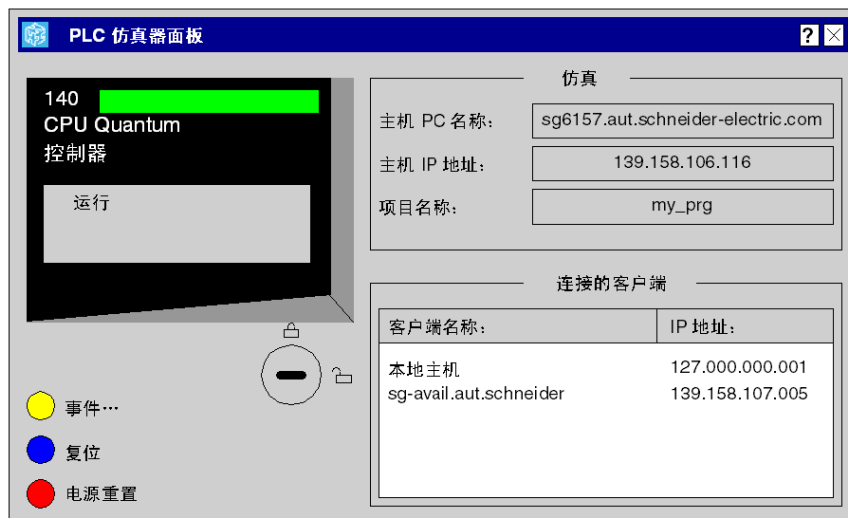 PLC 仿真器面板
140
CPU Quantum
控制器
运行
事件…
复位
电源重置
仿真
主机 PC 名称：
sg6157.aut.schneider-electric.com
主机 IP 地址：
139.158.106.116
项目名称：
my_prg
连接的客户端
客户端名称：
IP 地址：
本地主机
127.000.000.001
sg-avail.aut.schneider
139.158.107.005